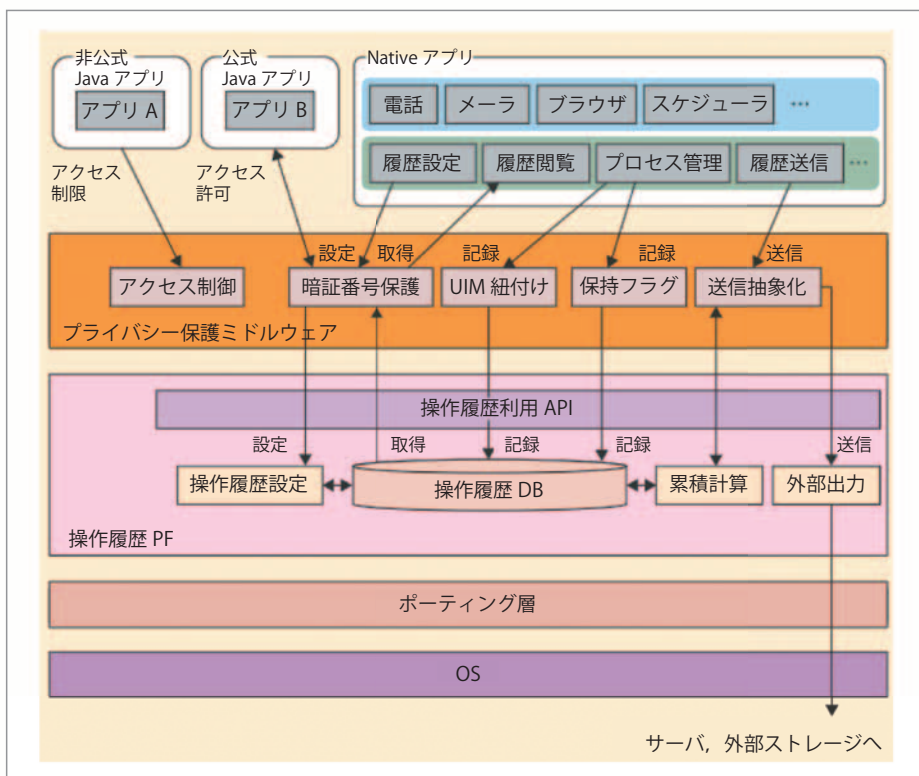 非公式
Java アプリ
アプリ A
公式
Java アプリ
アプリ B
Native アプリ
電話
メーラ
ブラウザ
スケジューラ
…
履歴設定
履歴閲覧
プロセス管理
履歴送信
…
アクセス
制限
アクセス
許可
設定
取得
記録
記録
送信
アクセス制御
暗証番号保護
UIM 紐付け
保持フラグ
送信抽象化
プライバシー保護ミドルウェア
操作履歴利用 API
設定
取得
記録
記録
送信
操作履歴設定
操作履歴 DB
累積計算
外部出力
操作履歴 PF
ポーティング層
OS
サーバ，外部ストレージへ